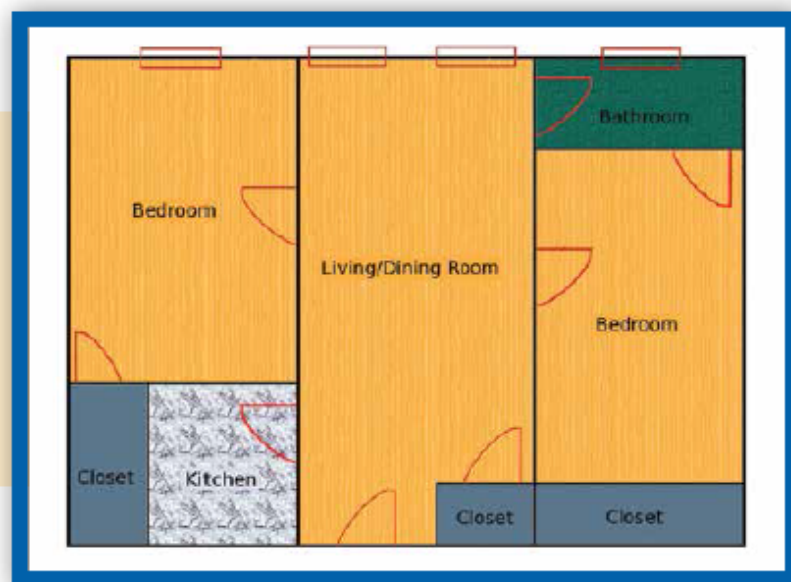 Bathroom
Bedroom
Living/Dining Room
Bedroom
Closet
Kitchen
Closet
Closet